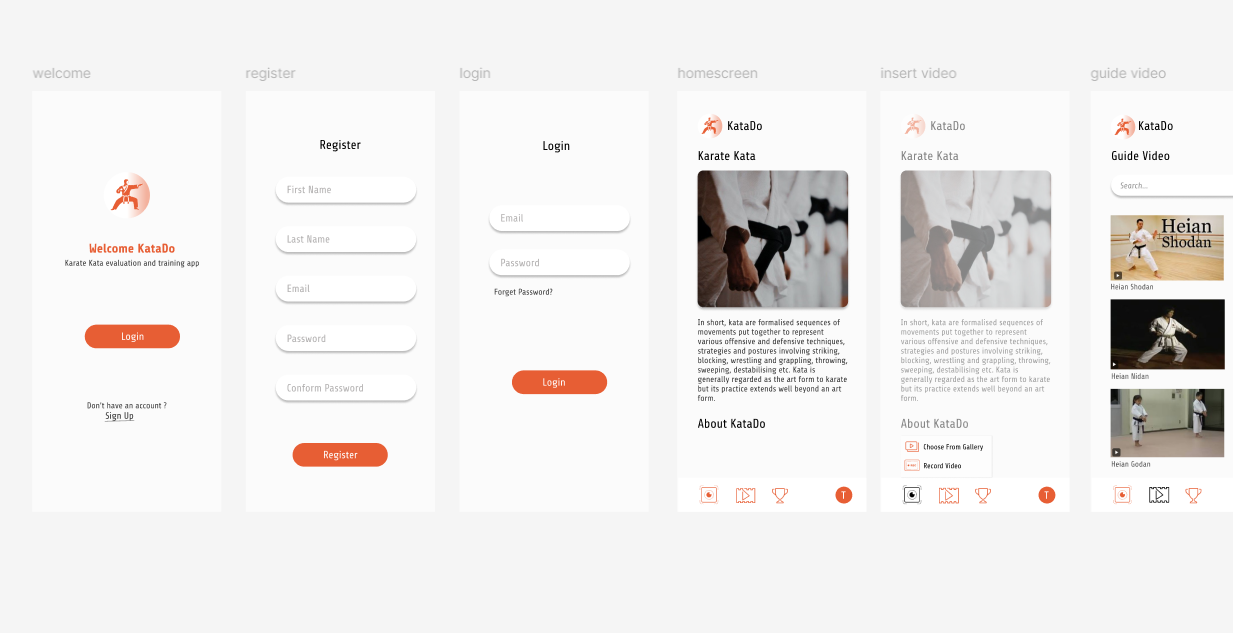 welcome
Welcome KataDo
Karate Kata evaluation and training app
Login
Don't have an account ?
Sign Up
register
Register
First Name
Last Name
Email
Password
Conform Password
Register
login
Login
Email
Password
Forget Password?
Login
homescreen
KataDo
Karate Kata
In short, kata are formalised sequences of
movements put together to represent
various offensive and defensive techniques,
strategies and postures involving striking,
blocking, wrestling and grappling, throwing,
sweeping, destabilising etc. Kata is
generally regarded as the art form to karate
but its practice extends well beyond an art
form.
About KataDo
T
insert video
KataDo
Karate Kata
In short, kata are formalised sequences of
movements put together to represent
various offensive and defensive techniques,
strategies and postures involving striking,
blocking, wrestling and grappling, throwing,
sweeping, destabilising etc. Kata is
generally regarded as the art form to karate
but its practice extends well beyond an art
form.
About KataDo
Choose From Gallery
Record Video
T
guide video
KataDo
Guide Video
Search...
Heian
Shodan
Heian Shodan
Heian Nidan
Heian Godan